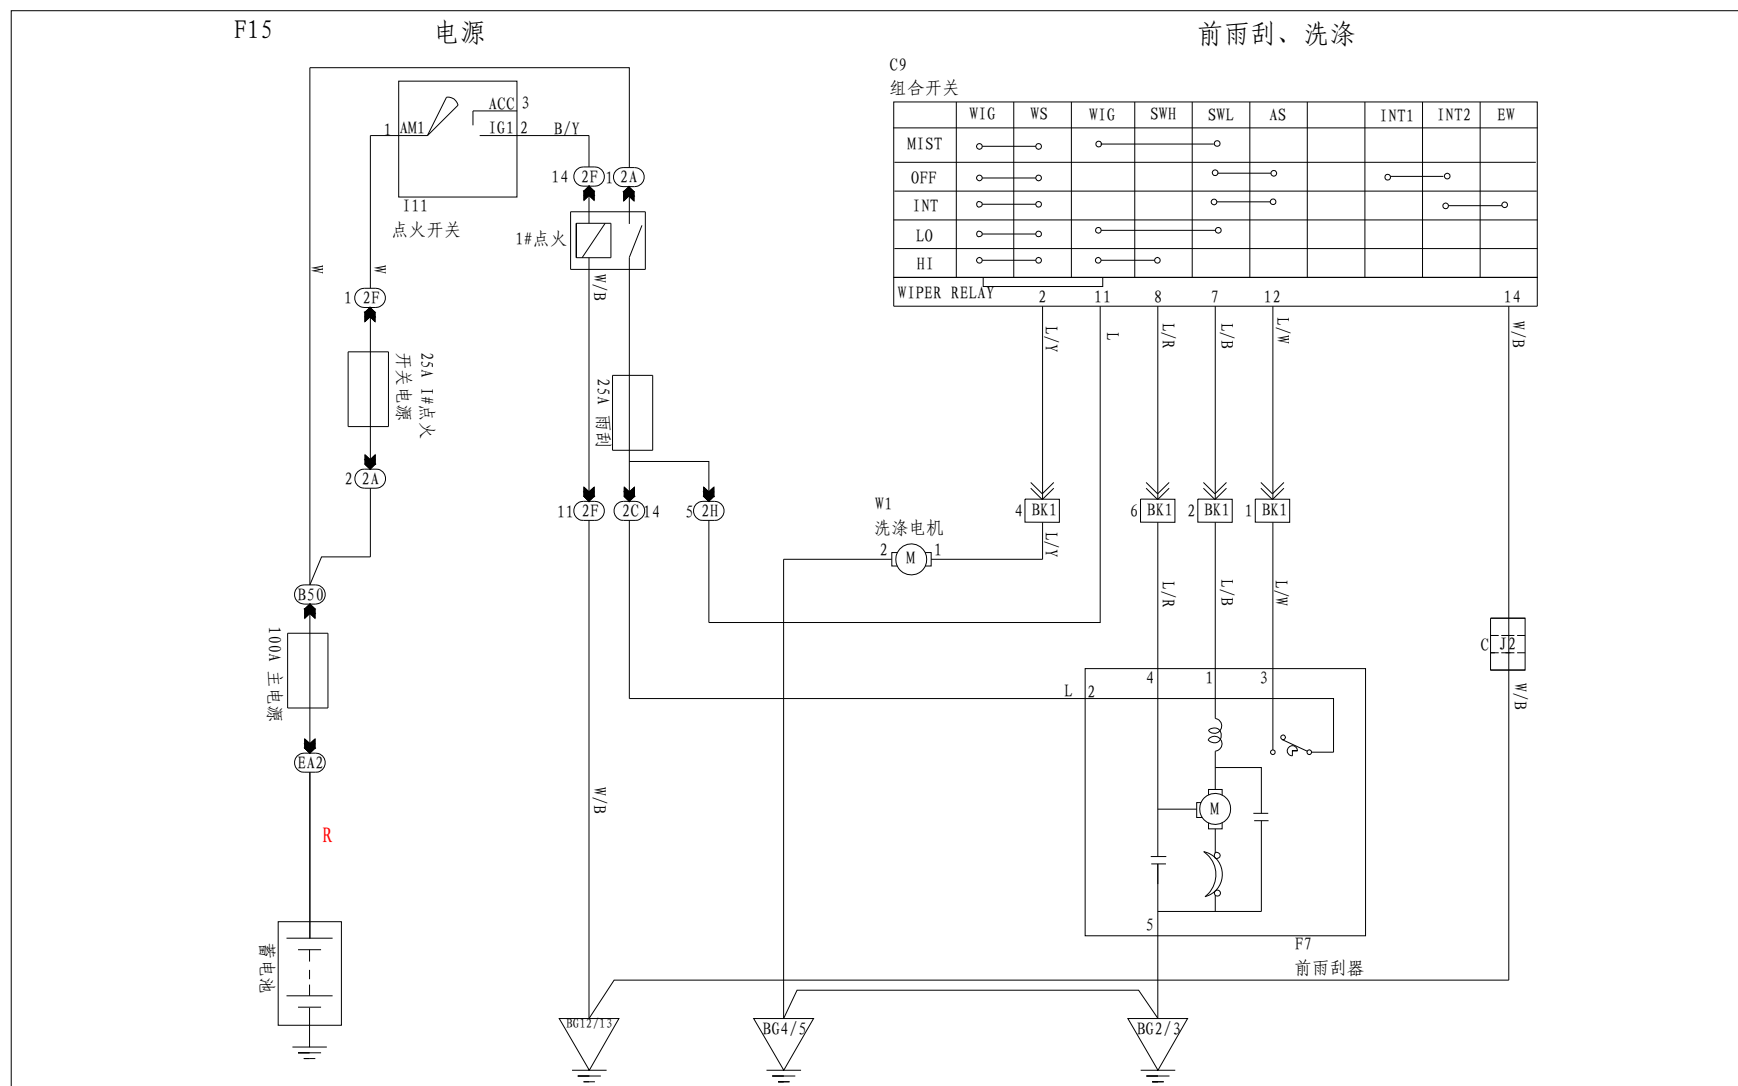 F15 电源 前雨刮、洗涤
C9
组合开关
WIG WS WIG SWH SWL AS INT1 INT2 EW
MIST
OFF
INT
LO
HI
WIPER RELAY 2 11 8 7 12 14
ACC 3
1 AM1 IG1 2 B/Y
I11
点火开关
14 2F 1 2A
1#点火
W W W/B
1 2F
25A I#点火
开关电源
2 2A
25A 雨刮
11 2F 2C 14 5 2H
L/Y L L/R L/B L/W W/B
W1
洗涤电机
2 M 1
4 BK1 6 BK1 2 BK1 1 BK1
L/Y L/R L/B L/W
B50
100A 主电源
EA2
C J2
W/B
4 1 3
L 2
M
W/B
R
5
F7
前雨刮器
蓄电池
BG12/13 BG4/5 BG2/3